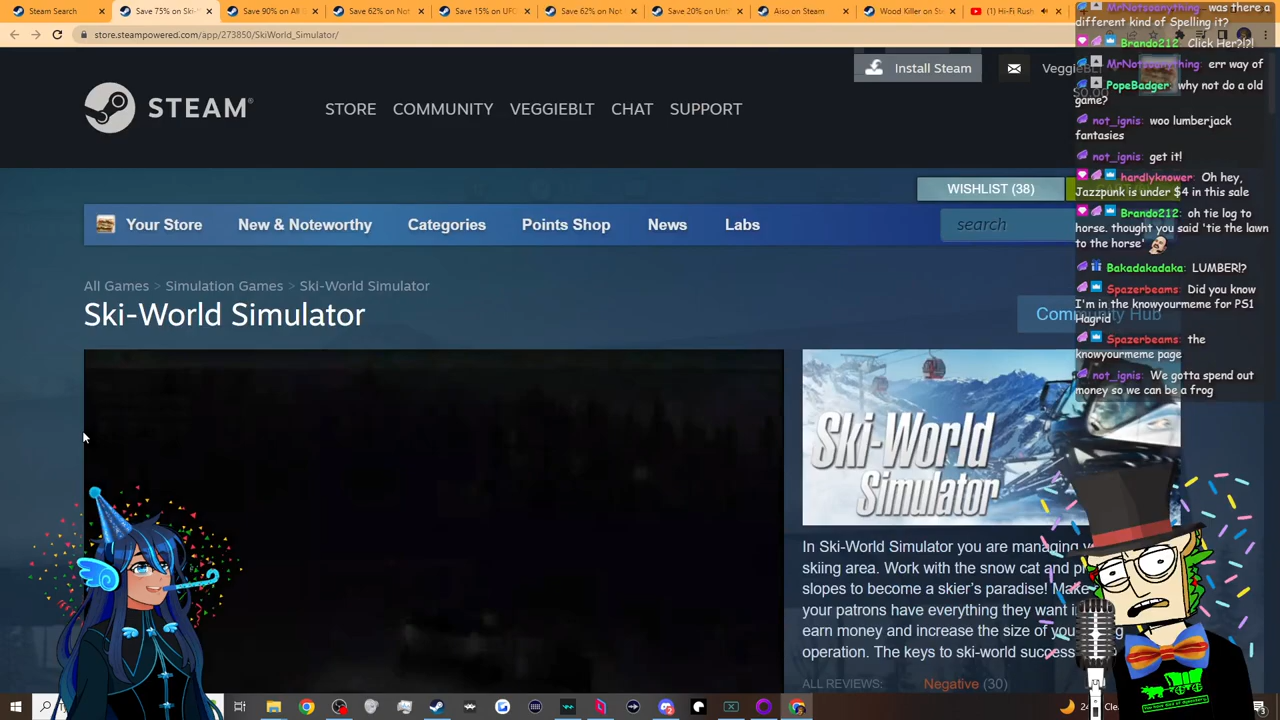 Steam Search
Save 75% on Ski-
Save 90% on All
Save 62% on Not
Save 15% on UFC
Save 62% on Not
Save 20% on Unt
Aiso on Steam
Wood Killer on St
(1) Hi-Fi Rush
store.steampowered.com/app/273850/SkiWorld_Simulator/
Install Steam
STEAM®
STORE COMMUNITY VEGGIEBLT CHAT SUPPORT
WISHLIST (38)
Your Store New & Noteworthy Categories Points Shop News Labs
search
All Games > Simulation Games > Ski-World Simulator
Ski-World Simulator
Ski-World
Simulator
In Ski-World Simulator you are managing
skiing area. Work with the snow cat and
slopes to become a skier's paradise! Make
your patrons have everything they want
earn money and increase the size of
operation. The keys to ski-world success
ALL REVIEWS: Negative (30)
MrNotsoanything: was there a
different kind of Spelling it?
Brando212: Click Her?!?!
MrNotsoanything: err way of
PopeBadger: why not do a old
game?
not_ignis: woo lumberjack
fantasies
not_ignis: get it!
hardlyknower: Oh hey,
Jazzpunk is under $4 in this sale
Brando212: oh tie log to
horse. thought you said 'tie the lawn
to the horse'
Bakadakadaka: LUMBER!?
Spazerbeams: Did you know
I'm in the knowyourmeme for PS1
Hagrid
Spazerbeams: the
knowyourmeme page
not_ignis: We gotta spend out
money so we can be a frog